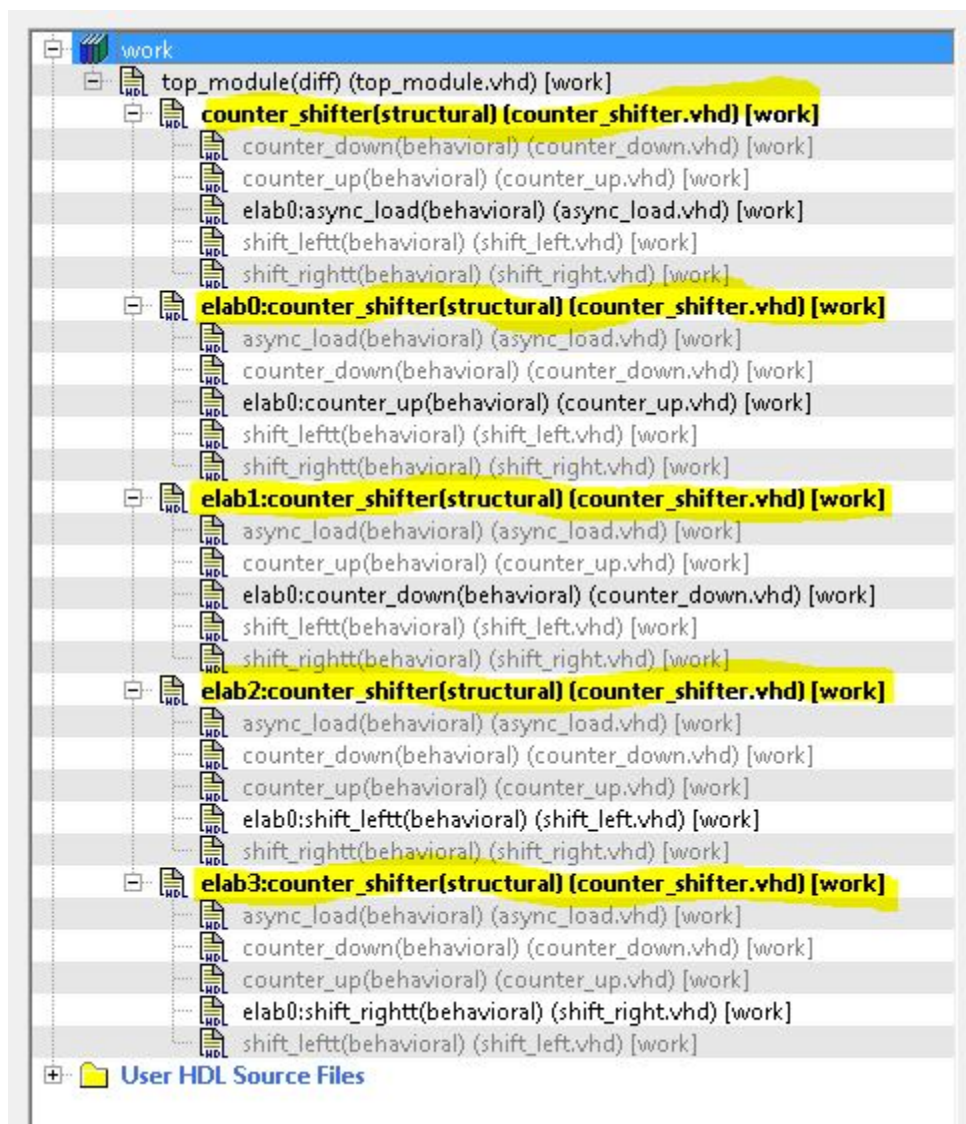 work
top_module(diff) (top_module.vhd) [work]
counter_shifter(structural) (counter_shifter.vhd) [work]
counter_down(behavioral) (counter_down.vhd) [work]
counter_up(behavioral) (counter_up.vhd) [work]
elab0:async_load(behavioral) (async_load.vhd) [work]
shift_leftt(behavioral) (shift_left.vhd) [work]
shift_rightt(behavioral) (shift_right.vhd) [work]
elab0:counter_shifter(structural) (counter_shifter.vhd) [work]
async_load(behavioral) (async_load.vhd) [work]
counter_down(behavioral) (counter_down.vhd) [work]
elab0:counter_up(behavioral) (counter_up.vhd) [work]
shift_leftt(behavioral) (shift_left.vhd) [work]
shift_rightt(behavioral) (shift_right.vhd) [work]
elab1:counter_shifter(structural) (counter_shifter.vhd) [work]
async_load(behavioral) (async_load.vhd) [work]
counter_up(behavioral) (counter_up.vhd) [work]
elab0:counter_down(behavioral) (counter_down.vhd) [work]
shift_leftt(behavioral) (shift_left.vhd) [work]
shift_rightt(behavioral) (shift_right.vhd) [work]
elab2:counter_shifter(structural) (counter_shifter.vhd) [work]
async_load(behavioral) (async_load.vhd) [work]
counter_down(behavioral) (counter_down.vhd) [work]
counter_up(behavioral) (counter_up.vhd) [work]
elab0:shift_leftt(behavioral) (shift_left.vhd) [work]
shift_rightt(behavioral) (shift_right.vhd) [work]
elab3:counter_shifter(structural) (counter_shifter.vhd) [work]
async_load(behavioral) (async_load.vhd) [work]
counter_down(behavioral) (counter_down.vhd) [work]
counter_up(behavioral) (counter_up.vhd) [work]
elab0:shift_rightt(behavioral) (shift_right.vhd) [work]
shift_leftt(behavioral) (shift_left.vhd) [work]
User HDL Source Files